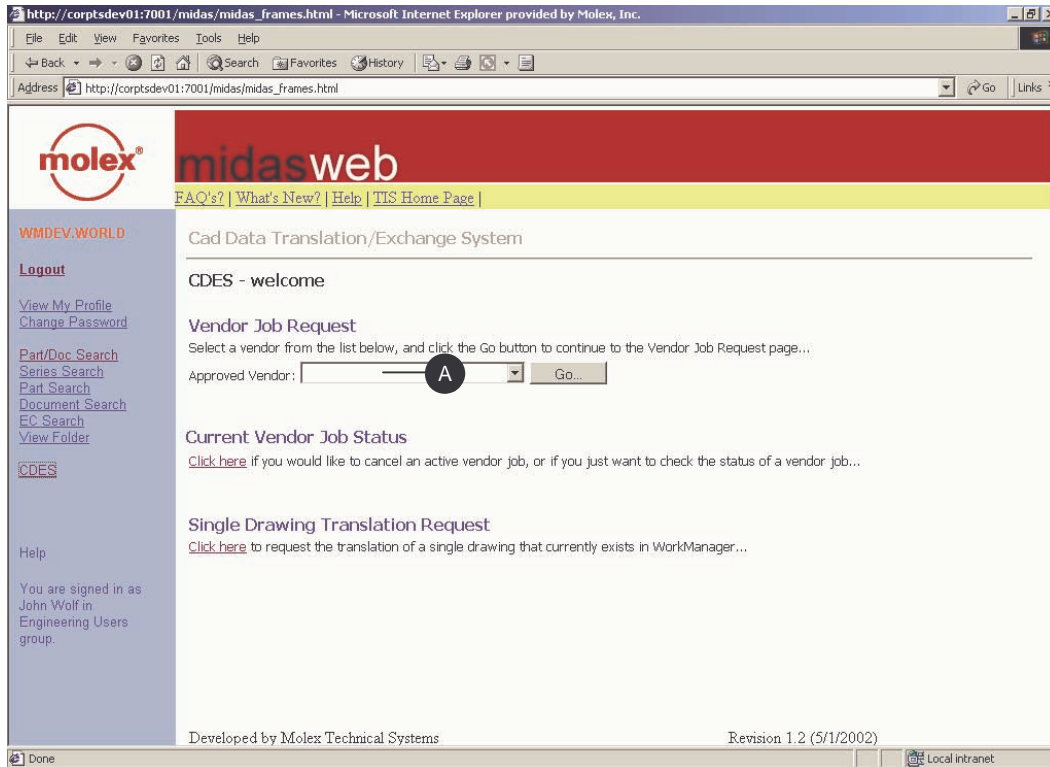 http://corptsdev01:7001/midas/midas_frames.html - Microsoft Internet Explorer provided by Molex, Inc.
File Edit View Favorites Tools Help
Back Search Favorites History
Address http://corptsdev01:7001/midas/midas_frames.html Go Links
molex®
midasweb
FAQ's? | What's New? | Help | TIS Home Page |
WMDEV.WORLD
Logout
View My Profile
Change Password
Part/Doc Search
Series Search
Part Search
Document Search
EC Search
View Folder
CDES
Help
You are signed in as
John Wolf in
Engineering Users
group.
Cad Data Translation/Exchange System
CDES - welcome
Vendor Job Request
Select a vendor from the list below, and click the Go button to continue to the Vendor Job Request page...
Approved Vendor: A Go...
Current Vendor Job Status
Click here if you would like to cancel an active vendor job, or if you just want to check the status of a vendor job...
Single Drawing Translation Request
Click here to request the translation of a single drawing that currently exists in WorkManager...
Developed by Molex Technical Systems Revision 1.2 (5/1/2002)
Done Local intranet